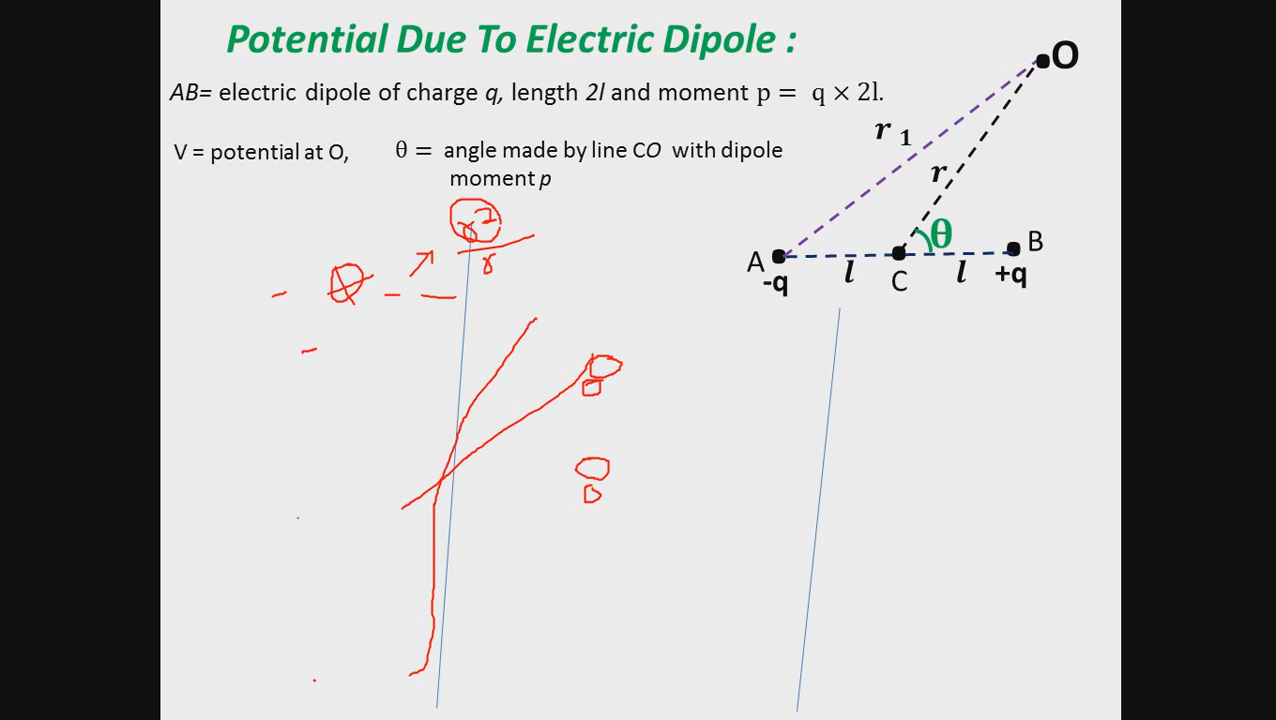 Potential Due To Electric Dipole :
AB= electric dipole of charge q, length 2l and moment p = q × 2l.
V = potential at O, θ = angle made by line CO with dipole
moment p
O
r 1
r
θ
A
B
l
C
l
-q
+q